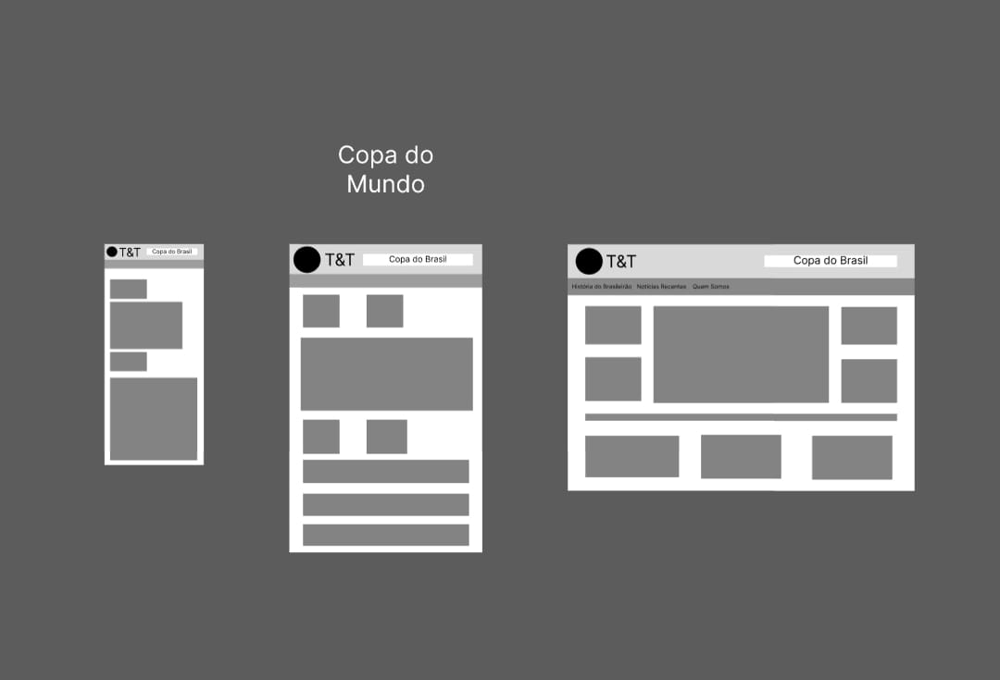 Copa do
Mundo
T&T
Copa do Brasil
T&T
Copa do Brasil
T&T
Copa do Brasil
História do Brasileirão Notícias Recentes Quem Somos